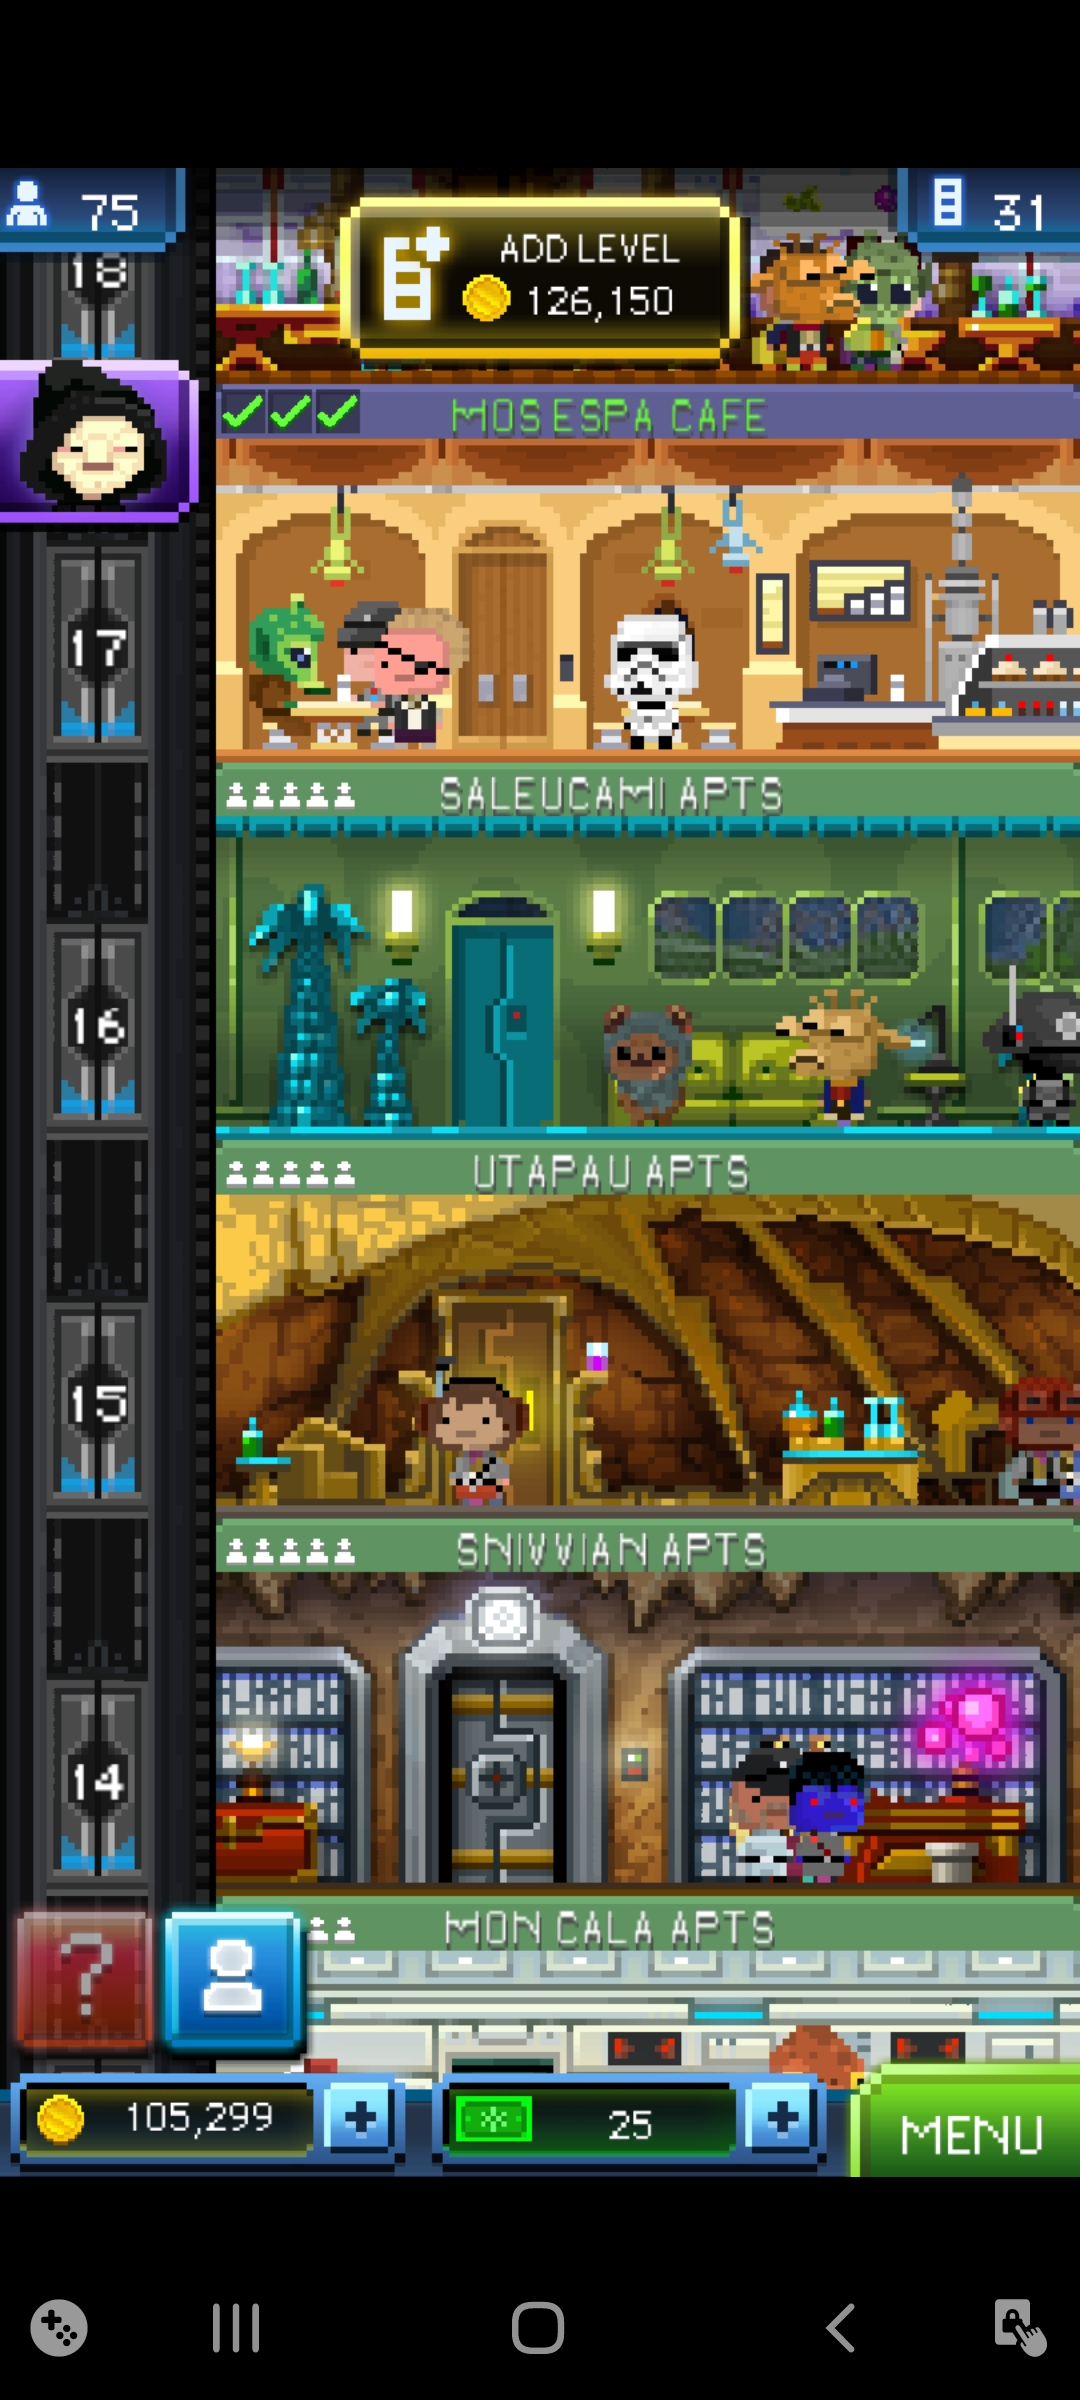 75
ADD LEVEL
126,150
31
18
MOS ESPA CAFE
17
SALEUCAMI APTS
16
UTAPAU APTS
15
SNIVVIAN APTS
14
MON CALA APTS
?
105,299
+
25
+
MENU